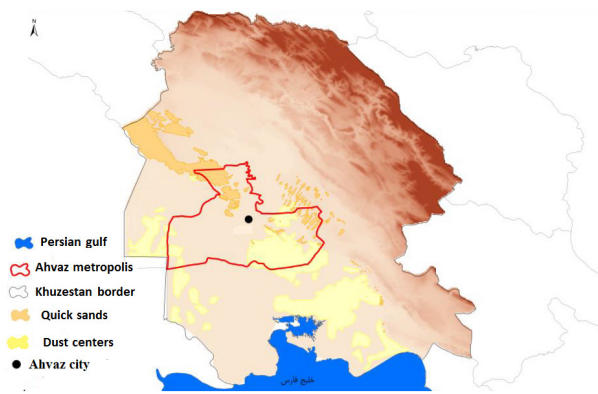 N
Persian gulf
Ahvaz metropolis
Khuzestan border
Quick sands
Dust centers
Ahvaz city
خلیج فارس